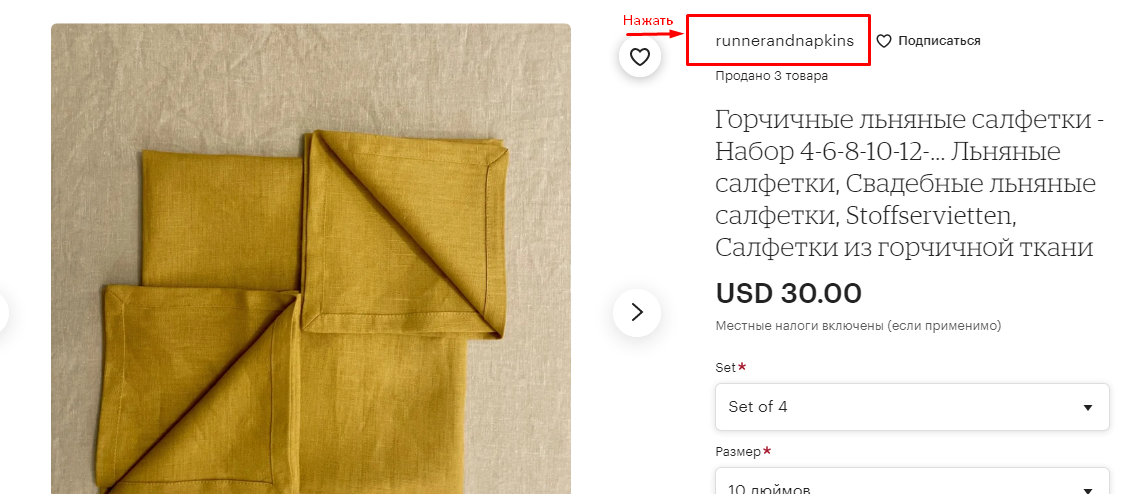 Нажать
runnerandnapkins
Подписаться
Продано 3 товара
Горчичные льняные салфетки -
Набор 4-6-8-10-12-... Льняные
салфетки, Свадебные льняные
салфетки, Stoffservietten,
Салфетки из горчичной ткани
USD 30.00
Местные налоги включены (если применимо)
Set*
Set of 4
Размер*
10 дюймов